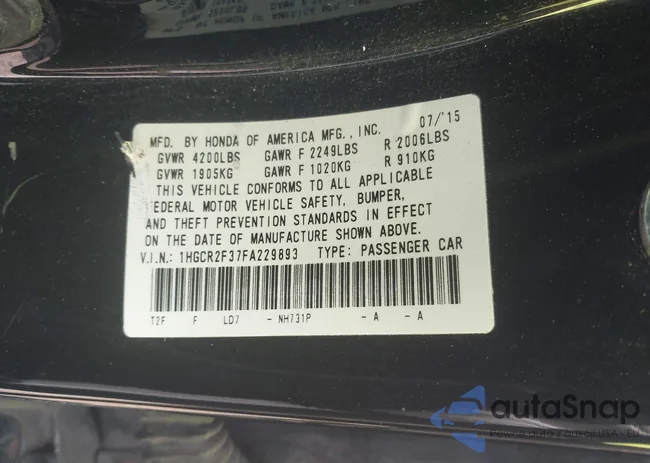 MFD. BY HONDA OF AMERICA MFG., INC. 07/'15
GVWR 4200LBS GAWR F 2249LBS R 2006LBS
GVWR 1905KG GAWR F 1020KG R 910KG
THIS VEHICLE CONFORMS TO ALL APPLICABLE
FEDERAL MOTOR VEHICLE SAFETY, BUMPER,
AND THEFT PREVENTION STANDARDS IN EFFECT
ON THE DATE OF MANUFACTURE SHOWN ABOVE.
V.I.N.: 1HGCR2F37FA229893 TYPE: PASSENGER CAR
T2F F LD7 - NH731P - A - A
autaSnap